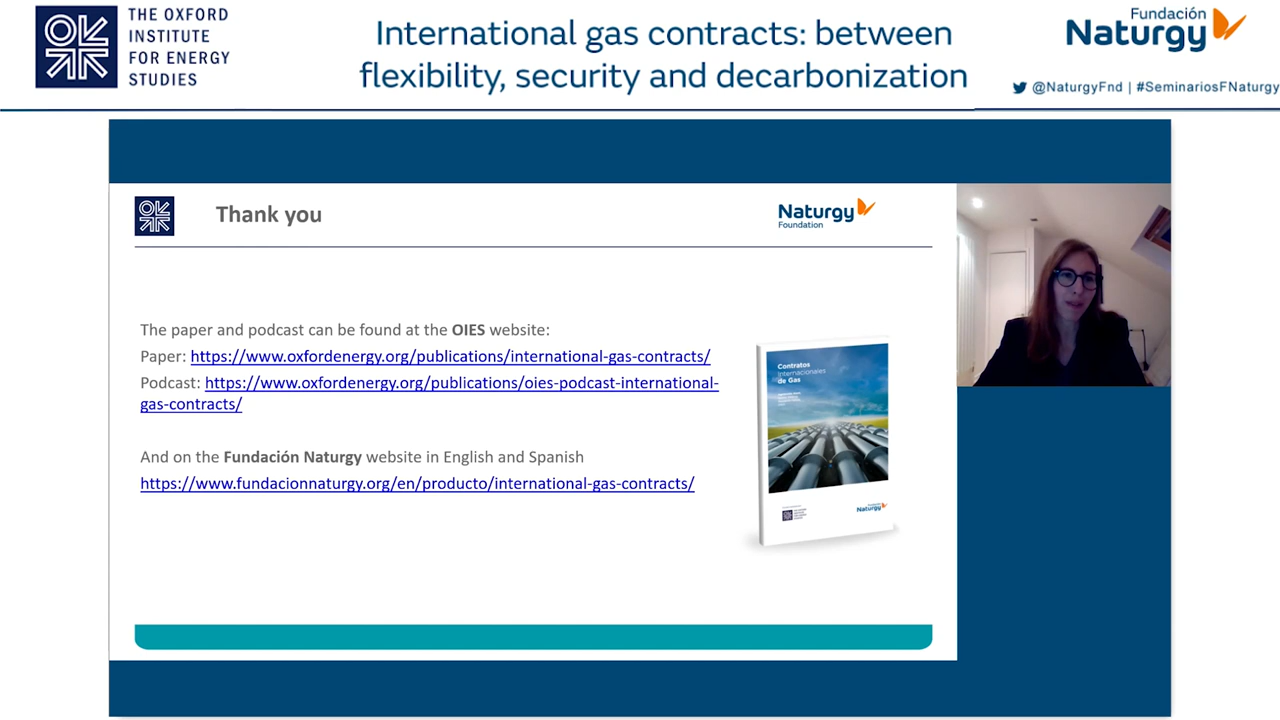 THE OXFORD
INSTITUTE
FOR ENERGY
STUDIES
International gas contracts: between
flexibility, security and decarbonization
Fundación
Naturgy
@NaturgyFnd | #SeminariosFNaturgy
Thank you
Naturgy
Foundation
The paper and podcast can be found at the OIES website:
Paper: https://www.oxfordenergy.org/publications/international-gas-contracts/
Podcast: https://www.oxfordenergy.org/publications/oies-podcast-international-
gas-contracts/
And on the Fundación Naturgy website in English and Spanish
https://www.fundacionnaturgy.org/en/producto/international-gas-contracts/
Contratos
Internacionales
de Gas
Naturgy